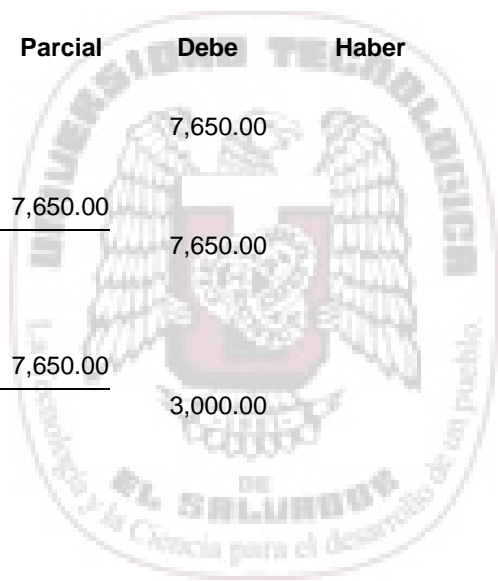 Parcial Debe Haber
7,650.00
7,650.00
7,650.00
7,650.00
3,000.00
UNIVERSIDAD TECNOLOGICA
La tecnología y la Ciencia para el desarrollo de un pueblo.
DE
EL SALVADOR